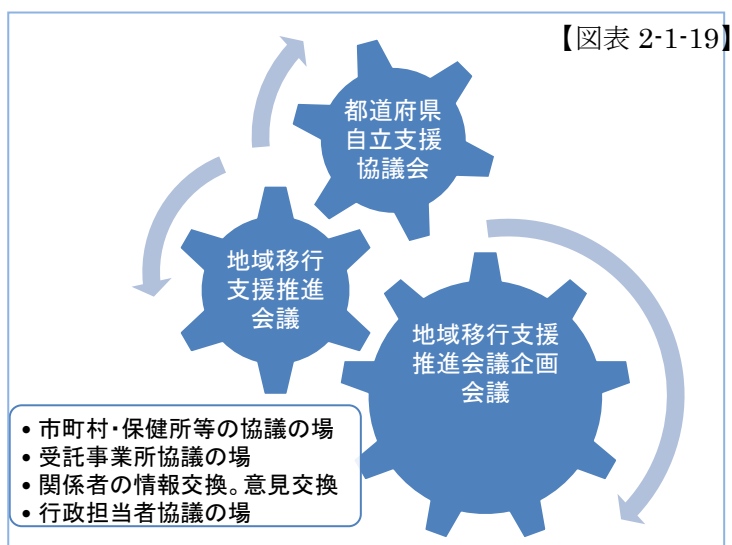 【図表 2-1-19】
都道府県
自立支援
協議会
地域移行
支援推進
会議
地域移行支援
推進会議企画
会議
• 市町村・保健所等の協議の場
• 受託事業所協議の場
• 関係者の情報交換。意見交換
• 行政担当者協議の場